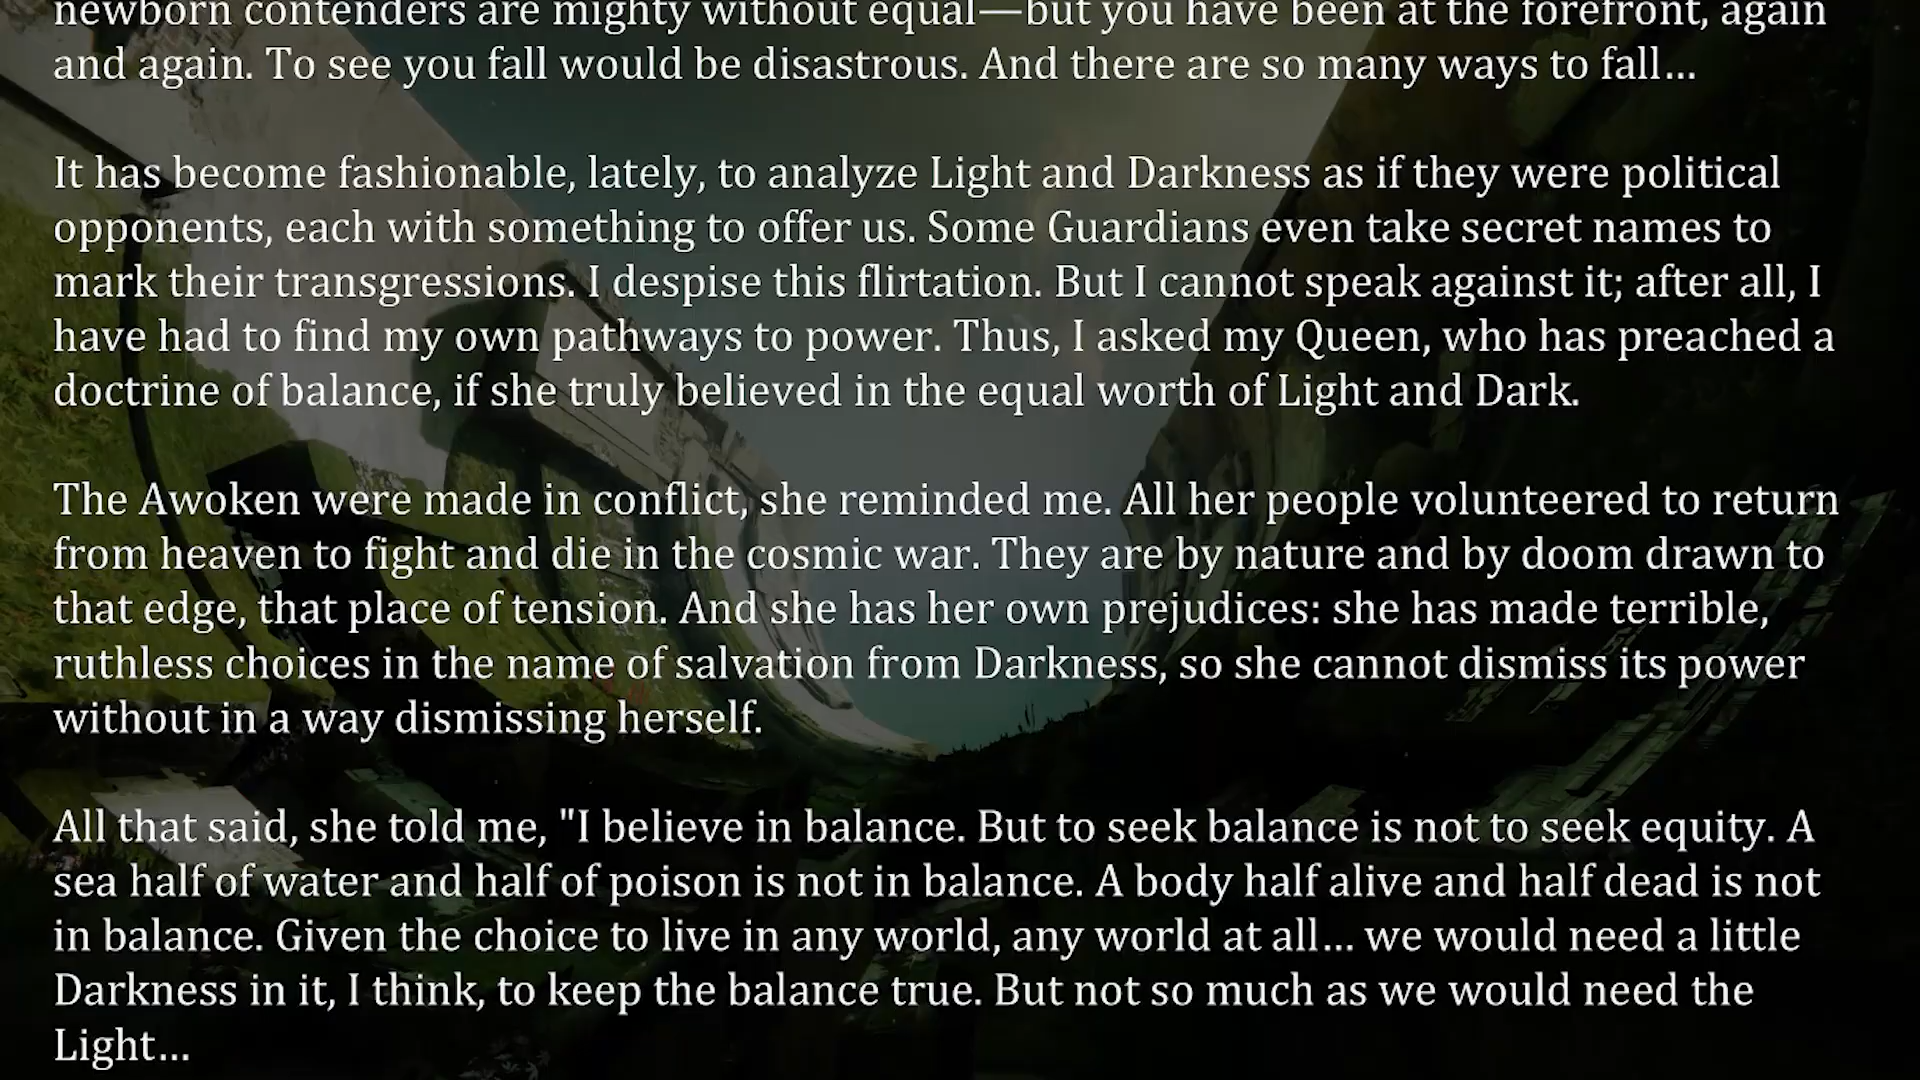 newborn contenders are mighty without equal—but you have been at the forefront, again
and again. To see you fall would be disastrous. And there are so many ways to fall…
It has become fashionable, lately, to analyze Light and Darkness as if they were political
opponents, each with something to offer us. Some Guardians even take secret names to
mark their transgressions. I despise this flirtation. But I cannot speak against it; after all, I
have had to find my own pathways to power. Thus, I asked my Queen, who has preached a
doctrine of balance, if she truly believed in the equal worth of Light and Dark.
The Awoken were made in conflict, she reminded me. All her people volunteered to return
from heaven to fight and die in the cosmic war. They are by nature and by doom drawn to
that edge, that place of tension. And she has her own prejudices: she has made terrible,
ruthless choices in the name of salvation from Darkness, so she cannot dismiss its power
without in a way dismissing herself.
All that said, she told me, "I believe in balance. But to seek balance is not to seek equity. A
sea half of water and half of poison is not in balance. A body half alive and half dead is not
in balance. Given the choice to live in any world, any world at all… we would need a little
Darkness in it, I think, to keep the balance true. But not so much as we would need the
Light…